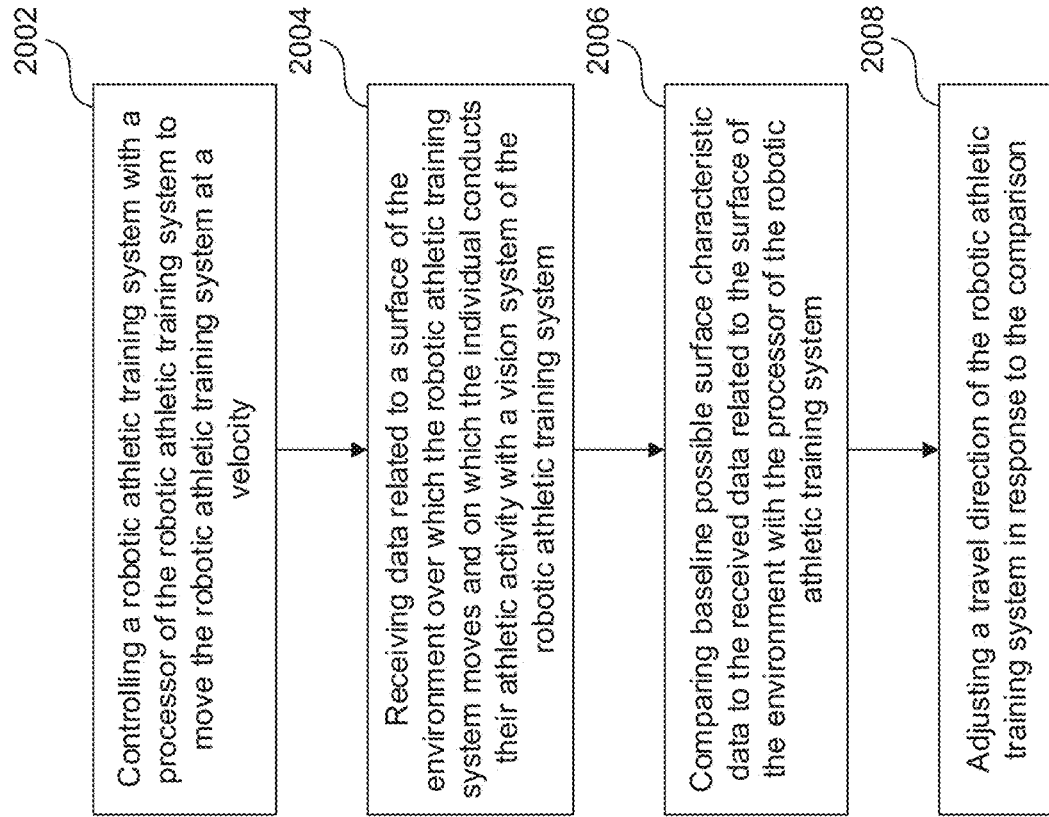 2002
Controlling a robotic athletic training system with a
processor of the robotic athletic training system to
move the robotic athletic training system at a
velocity
2004
Receiving data related to a surface of the
environment over which the robotic athletic training
system moves and on which the individual conducts
their athletic activity with a vision system of the
robotic athletic training system
2006
Comparing baseline possible surface characteristic
data to the received data related to the surface of
the environment with the processor of the robotic
athletic training system
2008
Adjusting a travel direction of the robotic athletic
training system in response to the comparison